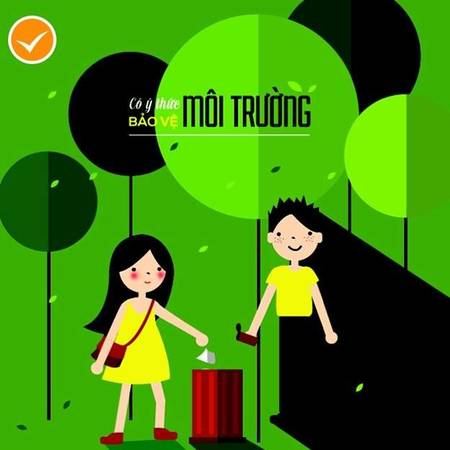 Có ý thức
BẢO VỆ
MÔI TRƯỜNG